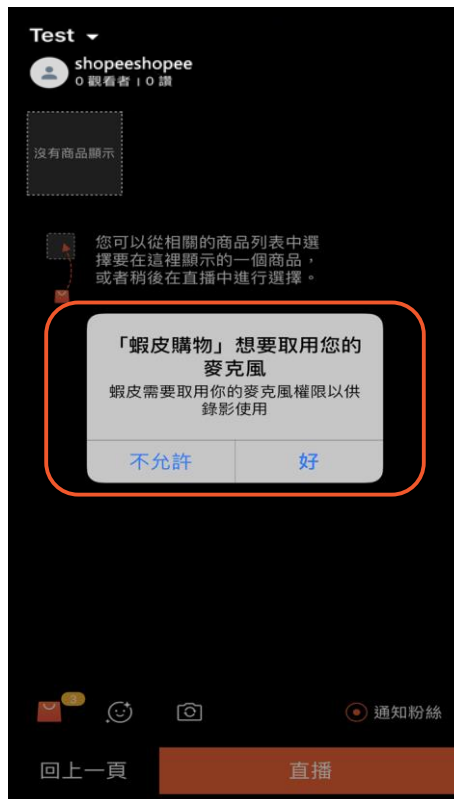 Test
shopeeshopee
0 觀看者 | 0 讚
沒有商品顯示
您可以從相關的商品列表中選
擇要在這裡顯示的一個商品，
或者稍後在直播中進行選擇。
「蝦皮購物」想要取用您的
麥克風
蝦皮需要取用你的麥克風權限以供
錄影使用
不允許
好
3
通知粉絲
回上一頁
直播